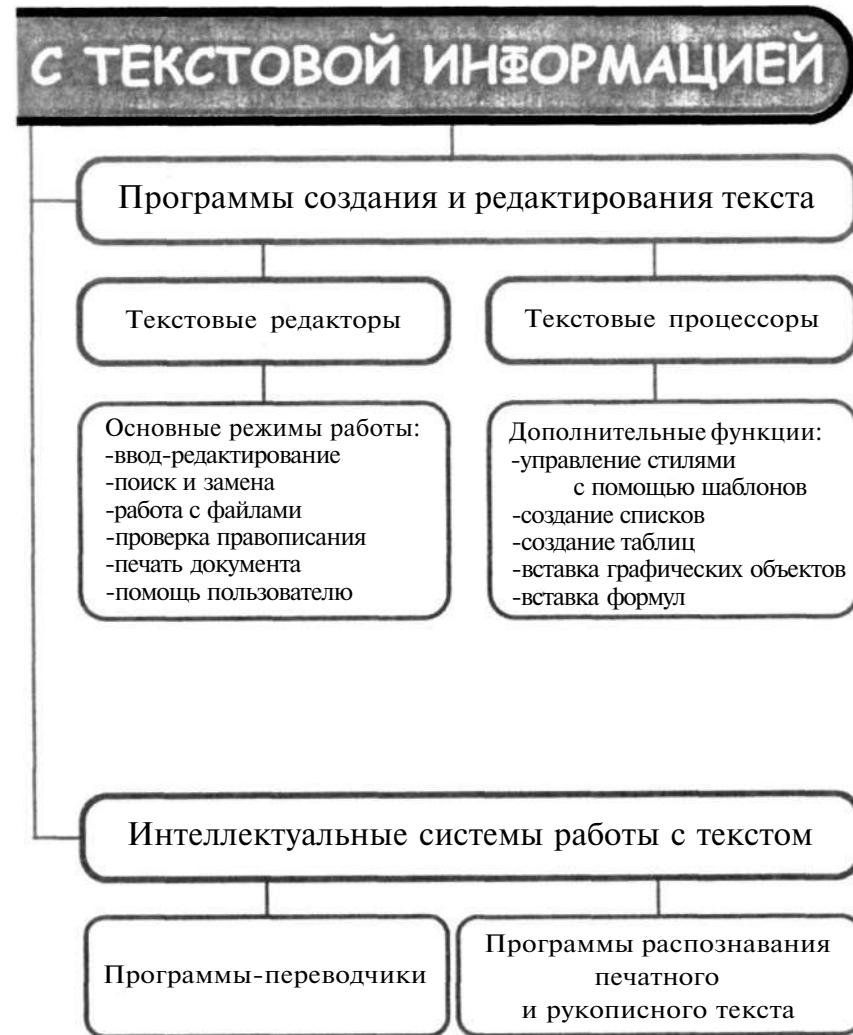 С ТЕКСТОВОЙ ИНФОРМАЦИЕЙ
Программы создания и редактирования текста
Текстовые редакторы
Текстовые процессоры
Основные режимы работы:
-ввод-редактирование
-поиск и замена
-работа с файлами
-проверка правописания
-печать документа
-помощь пользователю
Дополнительные функции:
-управление стилями
с помощью шаблонов
-создание списков
-создание таблиц
-вставка графических объектов
-вставка формул
Интеллектуальные системы работы с текстом
Программы-переводчики
Программы распознавания
печатного
и рукописного текста